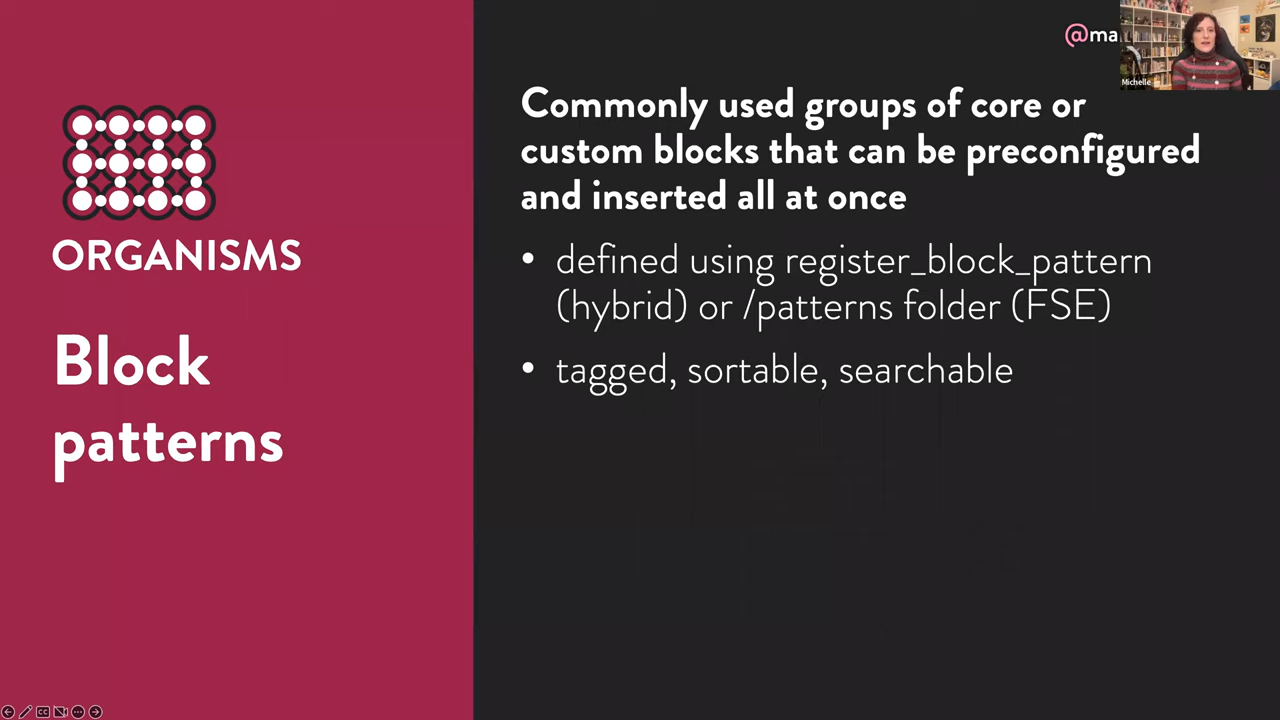 ORGANISMS
Block
patterns
@ma
Michelle
Commonly used groups of core or
custom blocks that can be preconfigured
and inserted all at once
• defined using register_block_pattern
(hybrid) or /patterns folder (FSE)
• tagged, sortable, searchable